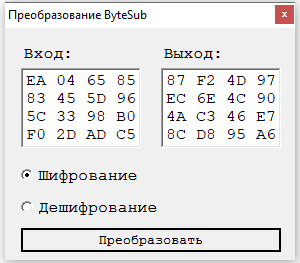 Преобразование ByteSub
x
Вход: Выход:
EA 04 65 85 87 F2 4D 97
83 45 5D 96 EC 6E 4C 90
5C 33 98 B0 4A C3 46 E7
F0 2D AD C5 8C D8 95 A6
Шифрование
Дешифрование
Преобразовать